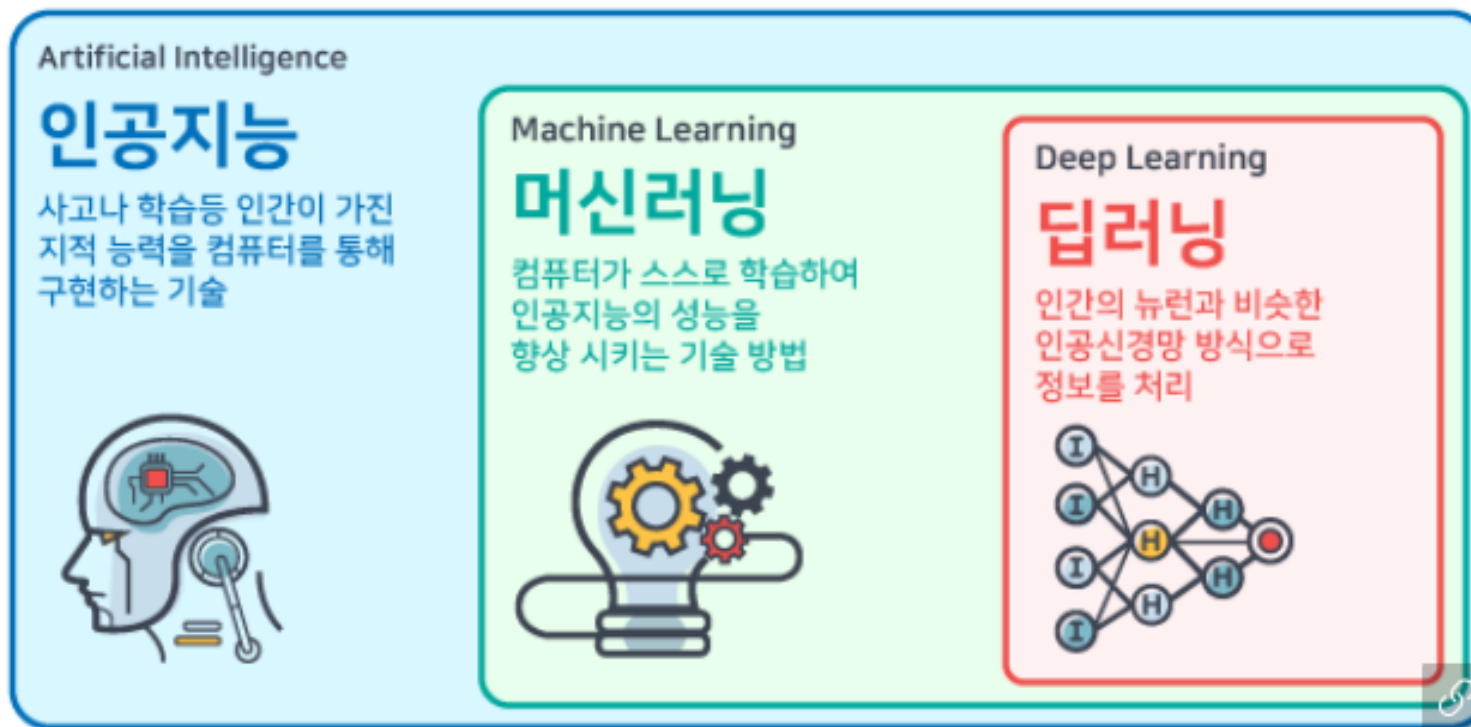 Artificial Intelligence
인공지능
사고나 학습등 인간이 가진
지적 능력을 컴퓨터를 통해
구현하는 기술
Machine Learning
머신러닝
컴퓨터가 스스로 학습하여
인공지능의 성능을
향상 시키는 기술 방법
Deep Learning
딥러닝
인간의 뉴런과 비슷한
인공신경망 방식으로
정보를 처리
I
H
I
H
H
I
H
H
I